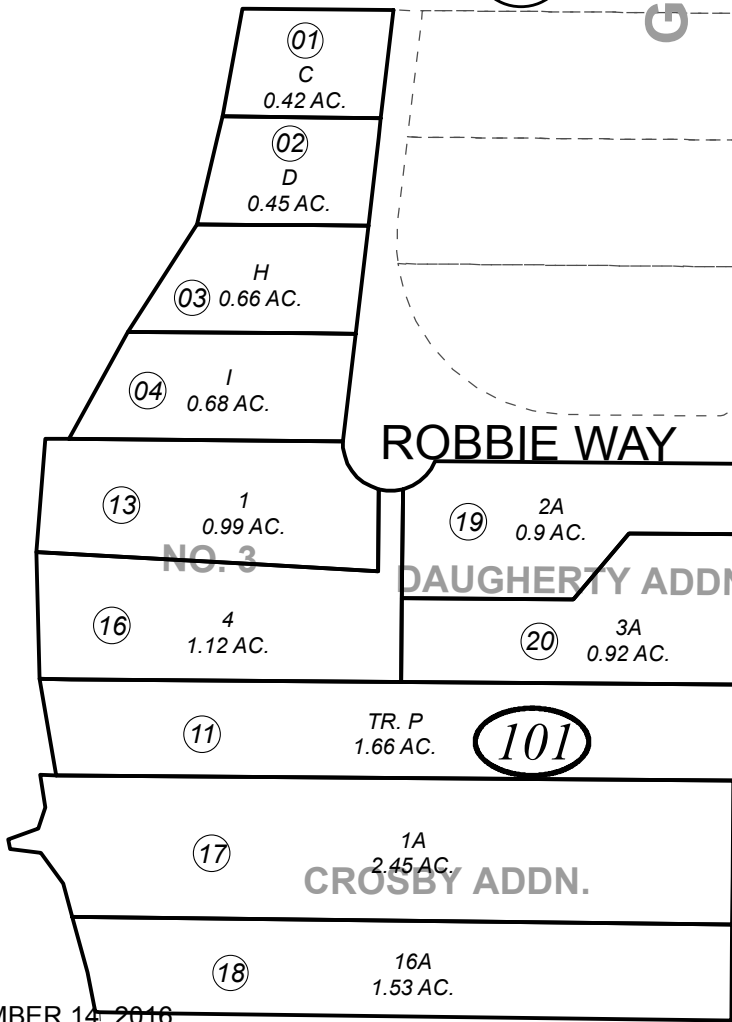 G
01
C
0.42 AC.
02
D
0.45 AC.
H
03 0.66 AC.
I
04 0.68 AC.
ROBBIE WAY
13
1
0.99 AC.
19
2A
0.9 AC.
NO. 3
DAUGHERTY ADDN
16
4
1.12 AC.
20
3A
0.92 AC.
11
TR. P
1.66 AC.
101
17
1A
2.45 AC.
CROSBY ADDN.
18
16A
1.53 AC.
MBER 14, 2016